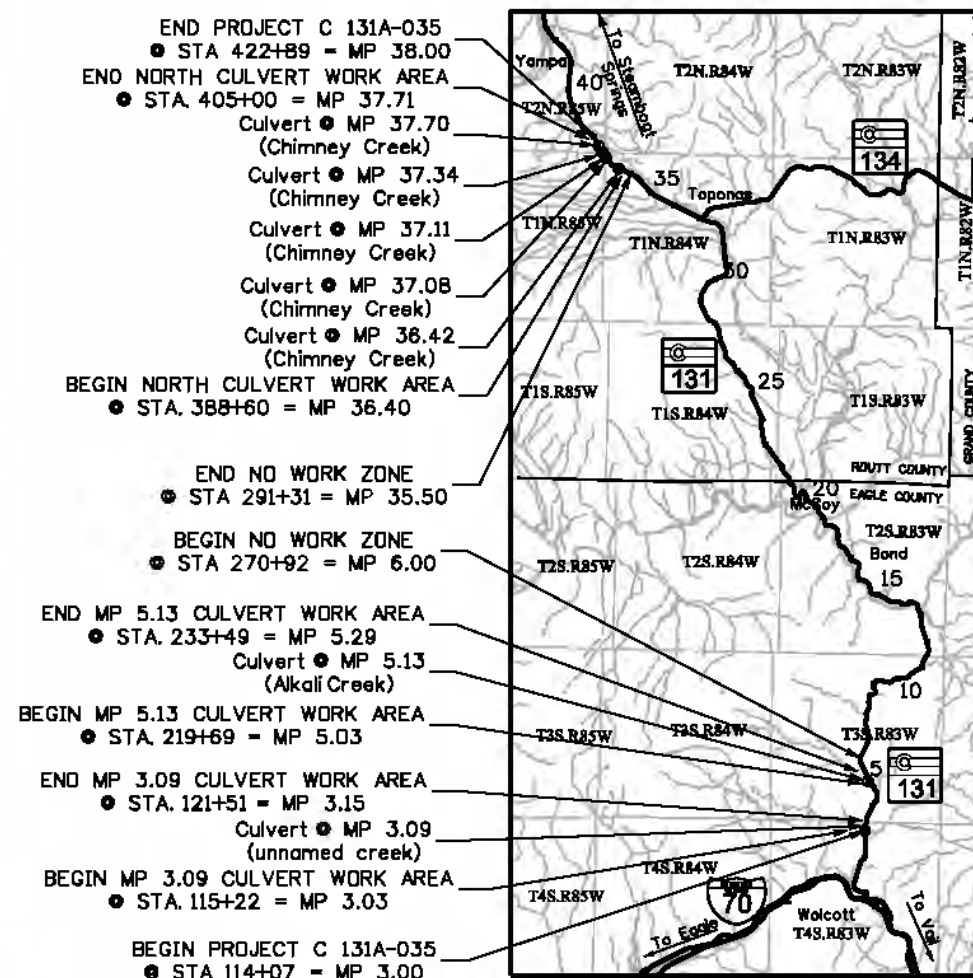 END PROJECT C 131A-035
@ STA 422+89 = MP 38.00
END NORTH CULVERT WORK AREA
@ STA. 405+00 = MP 37.71
Culvert @ MP 37.70
(Chimney Creek)
Culvert @ MP 37.34
(Chimney Creek)
Culvert @ MP 37.11
(Chimney Creek)
Culvert @ MP 37.08
(Chimney Creek)
Culvert @ MP 36.42
(Chimney Creek)
BEGIN NORTH CULVERT WORK AREA
@ STA. 388+60 = MP 36.40
END NO WORK ZONE
@ STA 291+31 = MP 35.50
BEGIN NO WORK ZONE
@ STA 270+92 = MP 6.00
END MP 5.13 CULVERT WORK AREA
@ STA. 233+49 = MP 5.29
Culvert @ MP 5.13
(Alkali Creek)
BEGIN MP 5.13 CULVERT WORK AREA
@ STA. 219+69 = MP 5.03
END MP 3.09 CULVERT WORK AREA
@ STA. 121+51 = MP 3.15
Culvert @ MP 3.09
(unnamed creek)
BEGIN MP 3.09 CULVERT WORK AREA
@ STA. 115+22 = MP 3.03
BEGIN PROJECT C 131A-035
@ STA 114+07 = MP 3.00
Yampa
To Steamboat
Springs
T2N.R84W
T2N.R83W
T2N.R82W
40
T2N.R85W
134
35
Toponas
T1N.R85W
T1N.R84W
T1N.R83W
T1N.R82W
30
131
25
T1S.R85W
T1S.R84W
T1S.R83W
GRAND COUNTY
ROUTT COUNTY
20
EAGLE COUNTY
McCoy
T2S.R83W
Bond
T2S.R85W
T2S.R84W
15
10
T3S.R85W
T3S.R84W
T3S.R83W
5
131
T4S.R84W
T4S.R85W
70
Wolcott
T4S.R83W
To Eagle
To Vail